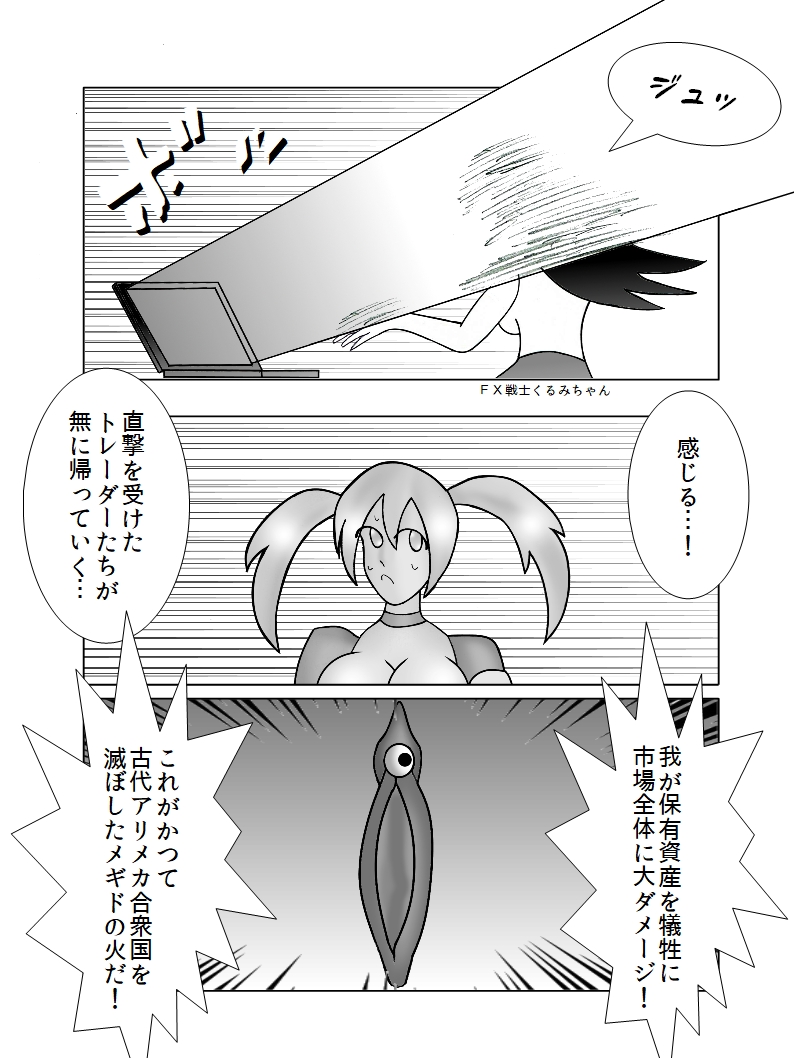 ジュッ
ギャッ
FX戦士くるみちゃん
感じる…！
直撃を受けた
トレーダーたちが
無に帰っていく…
我が保有資産を犠牲に
市場全体に大ダメージ！
これがかつて
古代アリメカ合衆国を
滅ぼしたメギドの火だ！